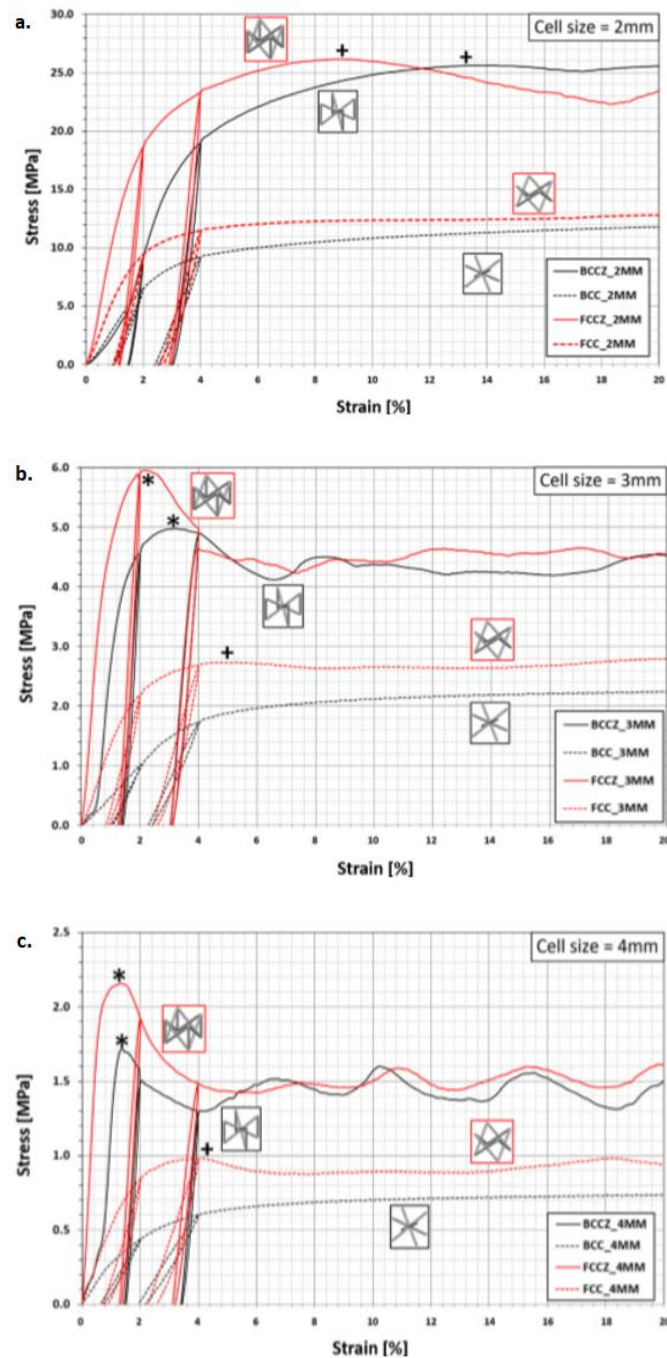 a.
Cell size = 2mm
30.0
25.0
20.0
15.0
10.0
5.0
0.0
Stress [MPa]
+
+
BCCZ_2MM
BCC_2MM
FCCZ_2MM
FCC_2MM
0 2 4 6 8 10 12 14 16 18 20
Strain [%]
b.
Cell size = 3mm
6.0
5.0
4.0
3.0
2.0
1.0
0.0
Stress [MPa]
*
*
+
BCCZ_3MM
BCC_3MM
FCCZ_3MM
FCC_3MM
0 2 4 6 8 10 12 14 16 18 20
Strain [%]
c.
Cell size = 4mm
2.5
2.0
1.5
1.0
0.5
0.0
Stress [MPa]
*
*
+
BCCZ_4MM
BCC_4MM
FCCZ_4MM
FCC_4MM
0 2 4 6 8 10 12 14 16 18 20
Strain [%]